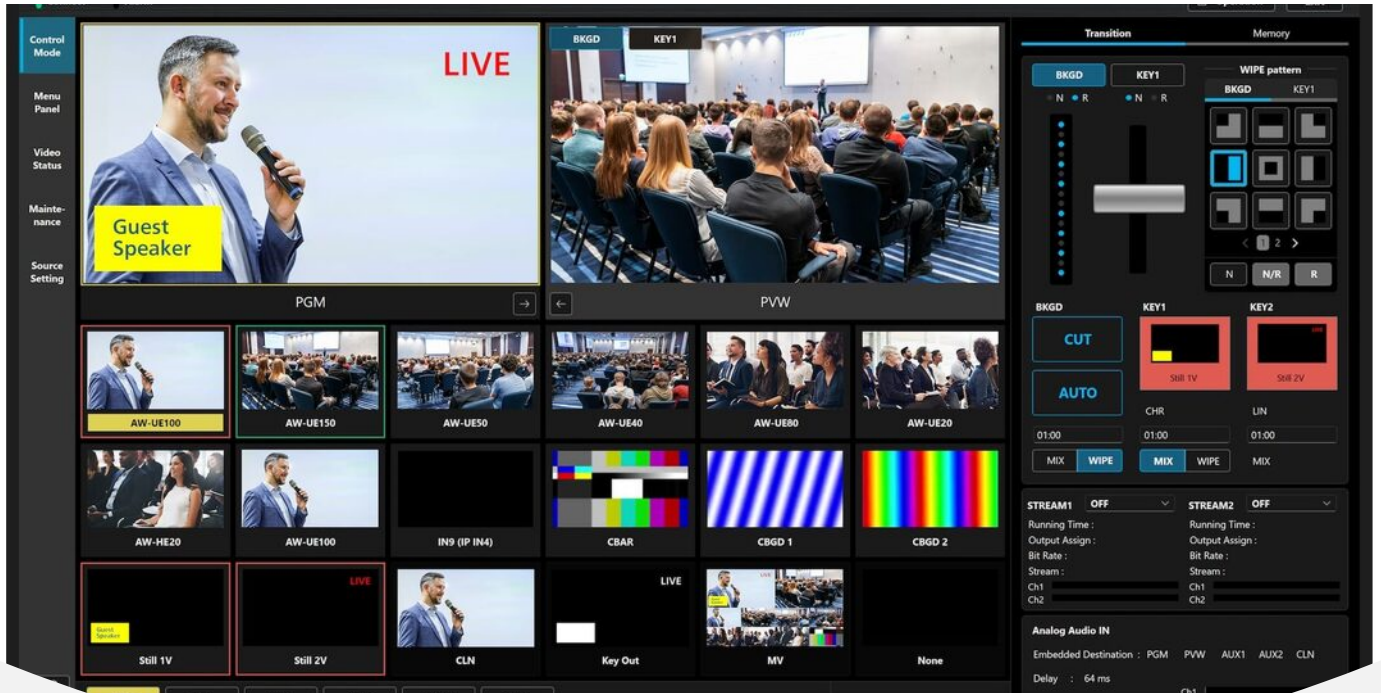 Control
Mode
Menu
Panel
Video
Status
Mainte-
nance
Source
Setting
LIVE
Guest
Speaker
PGM
→
BKGD KEY1
←
PVW
AW-UE100 AW-UE150 AW-UE50 AW-UE40 AW-UE80 AW-UE20
AW-HE20 AW-UE100 IN9 (IP IN4) CBAR CBGD 1 CBGD 2
LIVE LIVE
Guest
Speaker
Still 1V Still 2V CLN Key Out MV None
Transition Memory
BKGD KEY1
N R N R
WIPE pattern
BKGD KEY1
< 1 2 >
N N/R R
BKGD KEY1 KEY2
CUT
AUTO
LIVE
Still 1V Still 2V
CHR LIN
01:00 01:00 01:00
MIX WIPE MIX WIPE MIX
STREAM1 OFF STREAM2 OFF
Running Time : Running Time :
Output Assign : Output Assign :
Bit Rate : Bit Rate :
Stream : Stream :
Ch1 Ch1
Ch2 Ch2
Analog Audio IN
Embedded Destination : PGM PVW AUX1 AUX2 CLN
Delay : 64 ms
Ch1